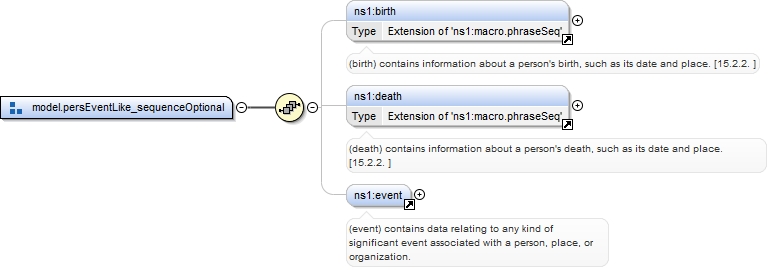 ns1:birth
Type Extension of 'ns1:macro.phraseSeq'
(birth) contains information about a person's birth, such as its date and place. [15.2.2. ]
model.persEventLike_sequenceOptional
ns1:death
Type Extension of 'ns1:macro.phraseSeq'
(death) contains information about a person's death, such as its date and place.
[15.2.2. ]
ns1:event
(event) contains data relating to any kind of
significant event associated with a person, place, or
organization.